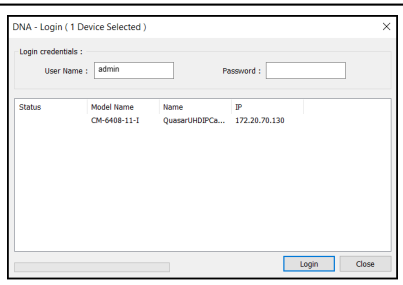 DNA - Login ( 1 Device Selected )
Login credentials :
User Name : admin Password :
Status Model Name Name IP
CM-6408-11-I QuasarUHDIPCa... 172.20.70.130
Login Close